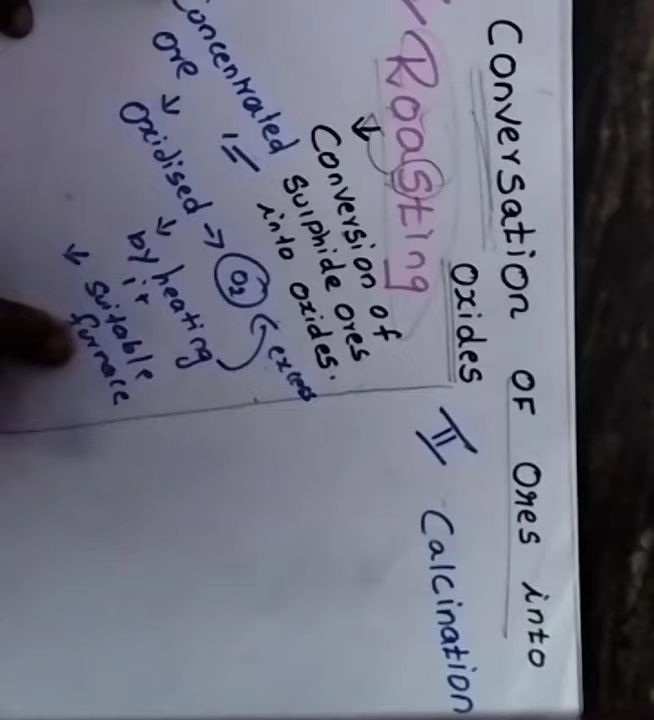 Conversation OF Ores into
Oxides
Roasting
Conversion of
Sulphide ores
into oxides.
Concentrated
ore
Oxidised → O2 excess
by heating
in
suitable
furnace
II Calcination